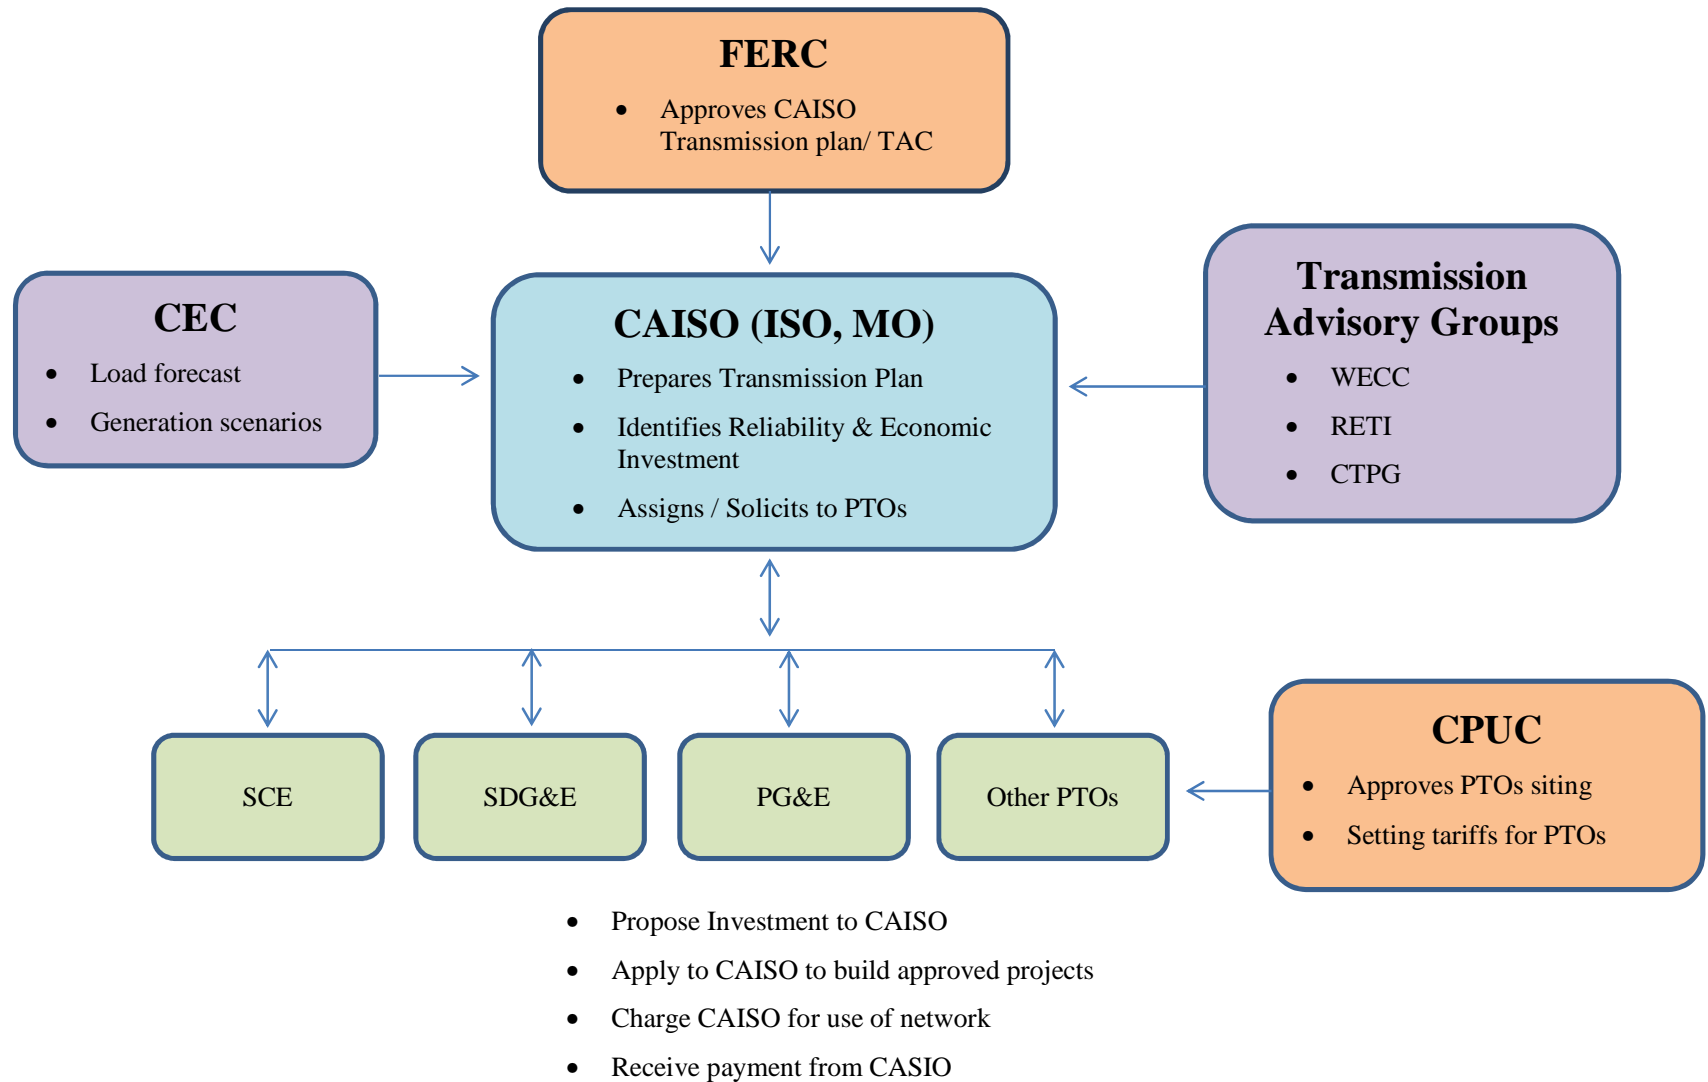 FERC
• Approves CAISO
Transmission plan/ TAC
CEC
• Load forecast
• Generation scenarios
CAISO (ISO, MO)
• Prepares Transmission Plan
• Identifies Reliability & Economic
Investment
• Assigns / Solicits to PTOs
Transmission
Advisory Groups
• WECC
• RETI
• CTPG
SCE
SDG&E
PG&E
Other PTOs
CPUC
• Approves PTOs siting
• Setting tariffs for PTOs
• Propose Investment to CAISO
• Apply to CAISO to build approved projects
• Charge CAISO for use of network
• Receive payment from CASIO